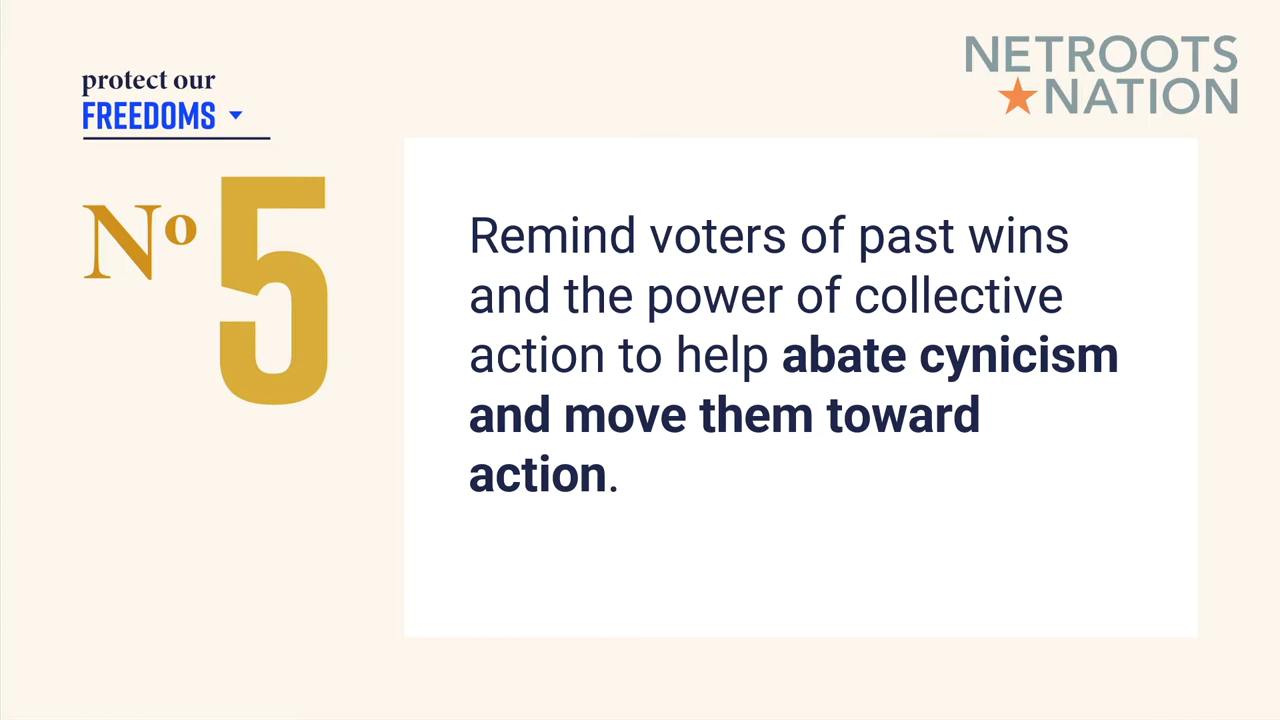 protect our
FREEDOMS
NETROOTS
NATION
Nº 5
Remind voters of past wins
and the power of collective
action to help abate cynicism
and move them toward
action.